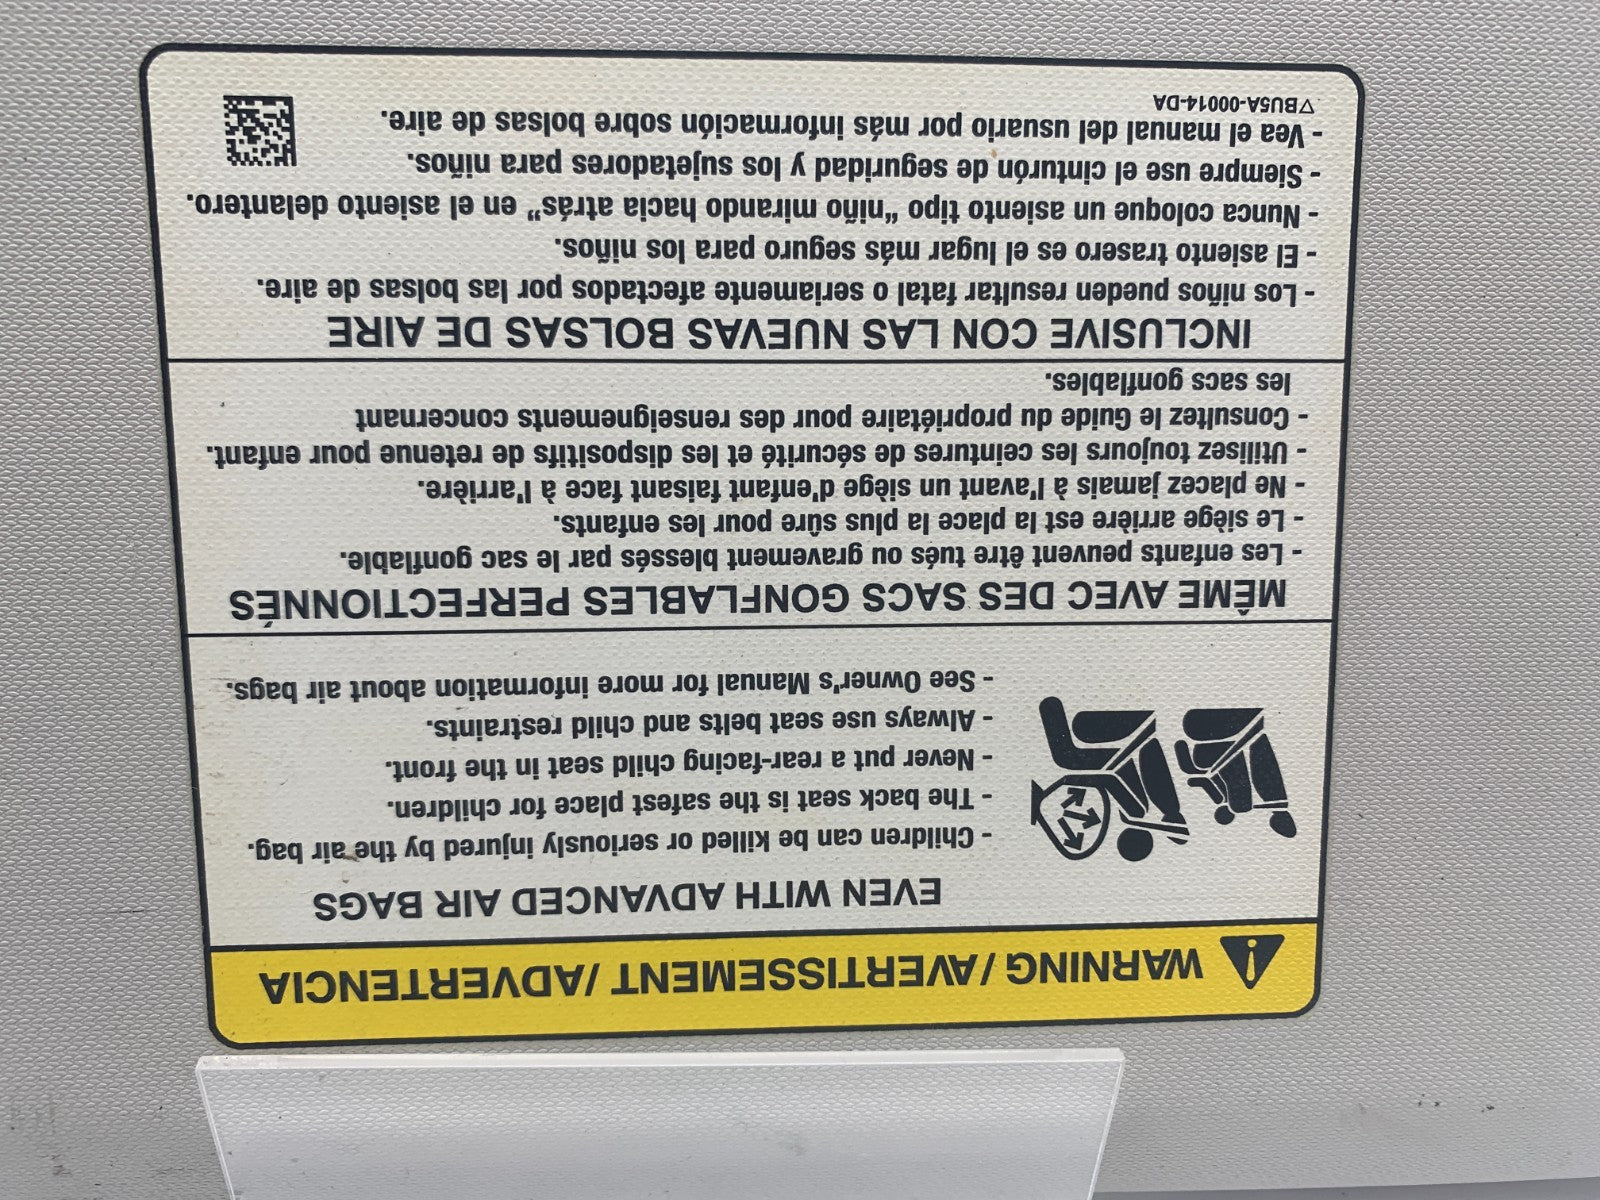 WARNING / AVERTISSEMENT / ADVERTENCIA
EVEN WITH ADVANCED AIR BAGS
- Children can be killed or seriously injured by the air bag.
- The back seat is the safest place for children.
- Never put a rear-facing child seat in the front.
- Always use seat belts and child restraints.
- See Owner's Manual for more information about air bags.
MÊME AVEC DES SACS GONFLABLES PERFECTIONNÉS
- Les enfants peuvent être tués ou gravement blessés par le sac gonflable.
- Le siège arrière est la place la plus sûre pour les enfants.
- Ne placez jamais à l'avant un siège d'enfant faisant face à l'arrière.
- Utilisez toujours les ceintures de sécurité et les dispositifs de retenue pour enfant.
- Consultez le Guide du propriétaire pour des renseignements concernant
les sacs gonflables.
INCLUSIVE CON LAS NUEVAS BOLSAS DE AIRE
- Los niños pueden resultar fatal o seriamente afectados por las bolsas de aire.
- El asiento trasero es el lugar más seguro para los niños.
- Nunca coloque un asiento tipo "niño mirando hacia atrás" en el asiento delantero.
- Siempre use el cinturón de seguridad y los sujetadores para niños.
- Vea el manual del usuario por más información sobre bolsas de aire.
▽BU5A-00014-DA